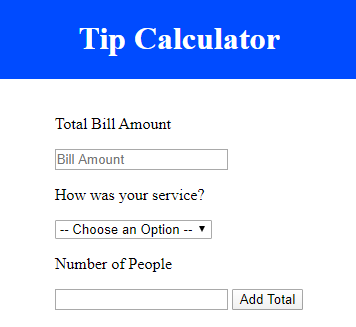 Tip Calculator
Total Bill Amount
Bill Amount
How was your service?
-- Choose an Option --
Number of People
Add Total